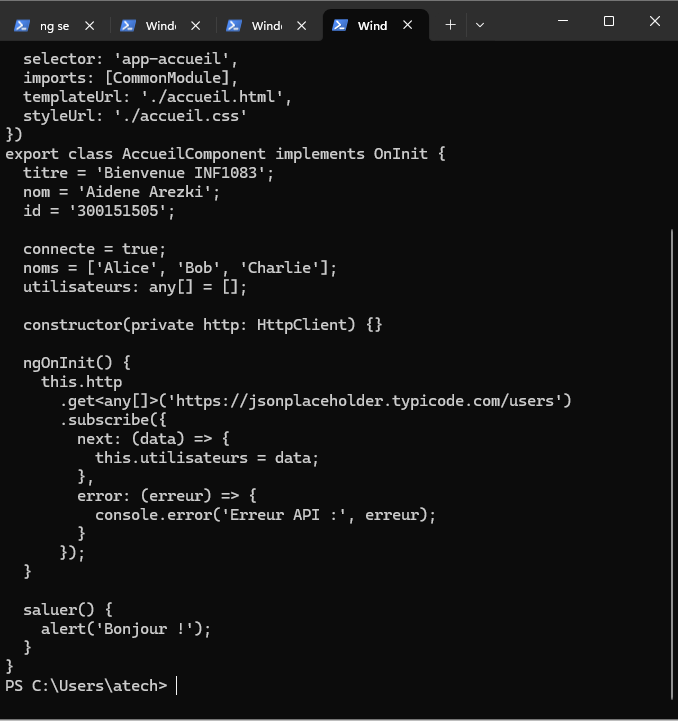 ng se
Wind
Wind
Wind
  selector: 'app-accueil',
  imports: [CommonModule],
  templateUrl: './accueil.html',
  styleUrl: './accueil.css'
})
export class AccueilComponent implements OnInit {
  titre = 'Bienvenue INF1083';
  nom = 'Aidene Arezki';
  id = '300151505';

  connecte = true;
  noms = ['Alice', 'Bob', 'Charlie'];
  utilisateurs: any[] = [];

  constructor(private http: HttpClient) {}

  ngOnInit() {
    this.http
      .get<any[]>('https://jsonplaceholder.typicode.com/users')
      .subscribe({
        next: (data) => {
          this.utilisateurs = data;
        },
        error: (erreur) => {
          console.error('Erreur API :', erreur);
        }
      });
  }

  saluer() {
    alert('Bonjour !');
  }
}
PS C:\Users\atech>